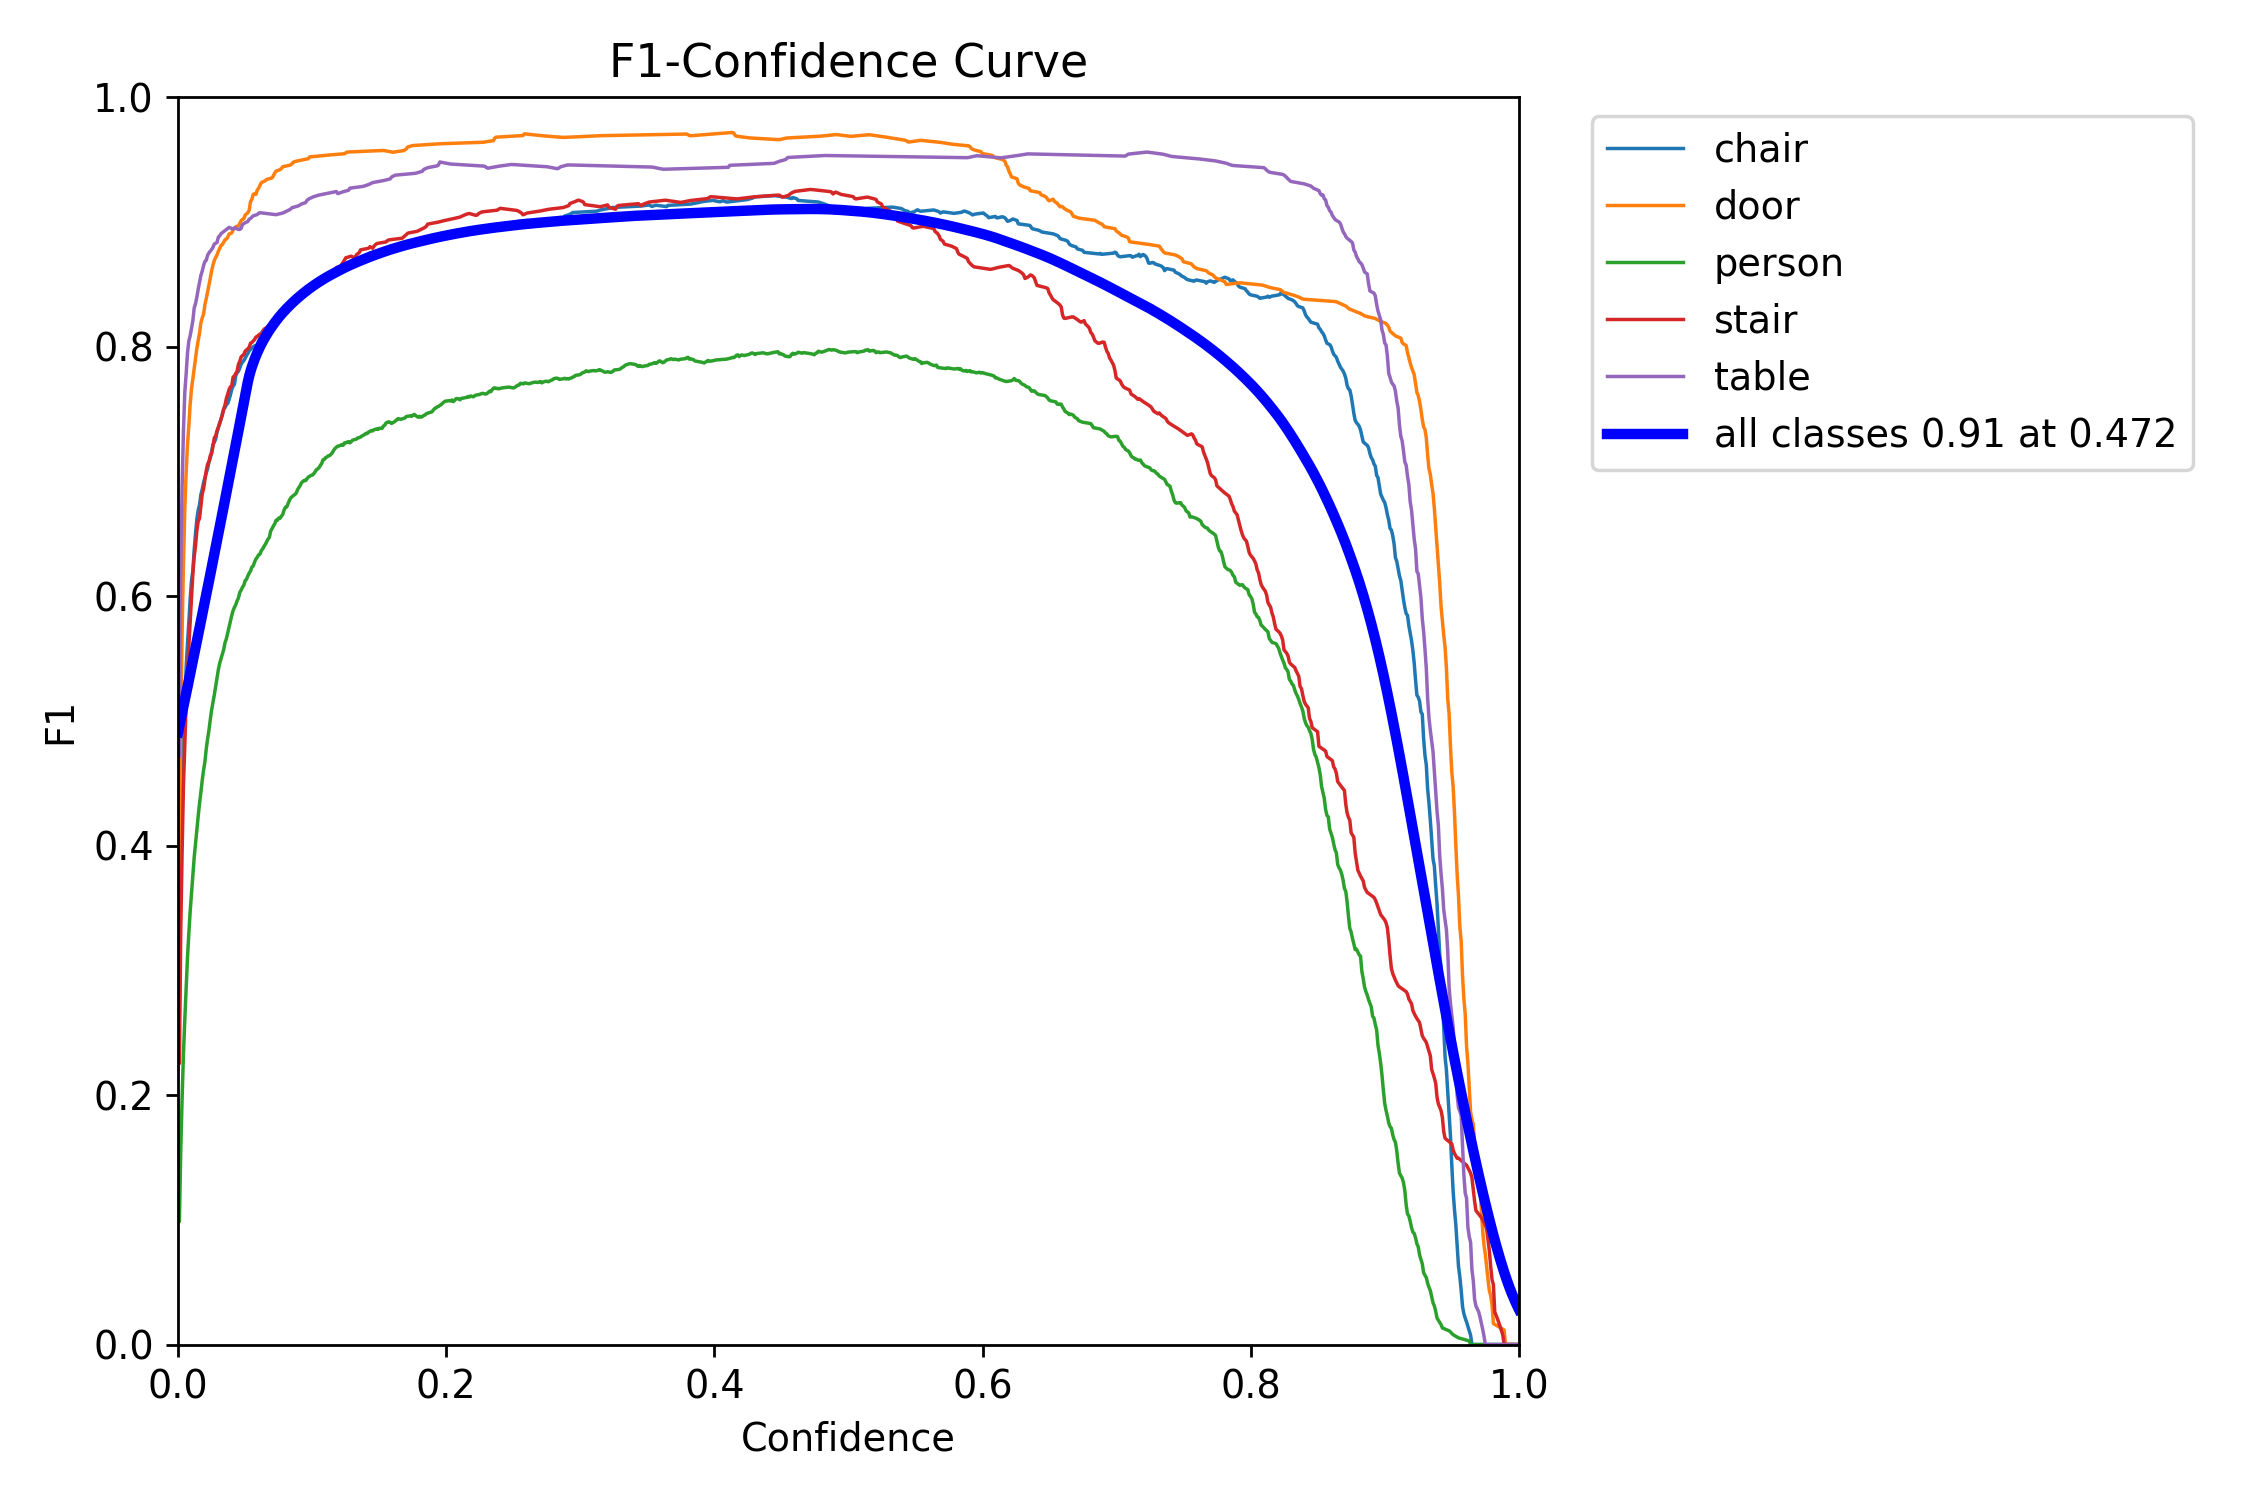 F1-Confidence Curve
1.0
0.8
0.6
0.4
0.2
0.0
F1
0.0 0.2 0.4 0.6 0.8 1.0
Confidence
chair
door
person
stair
table
all classes 0.91 at 0.472